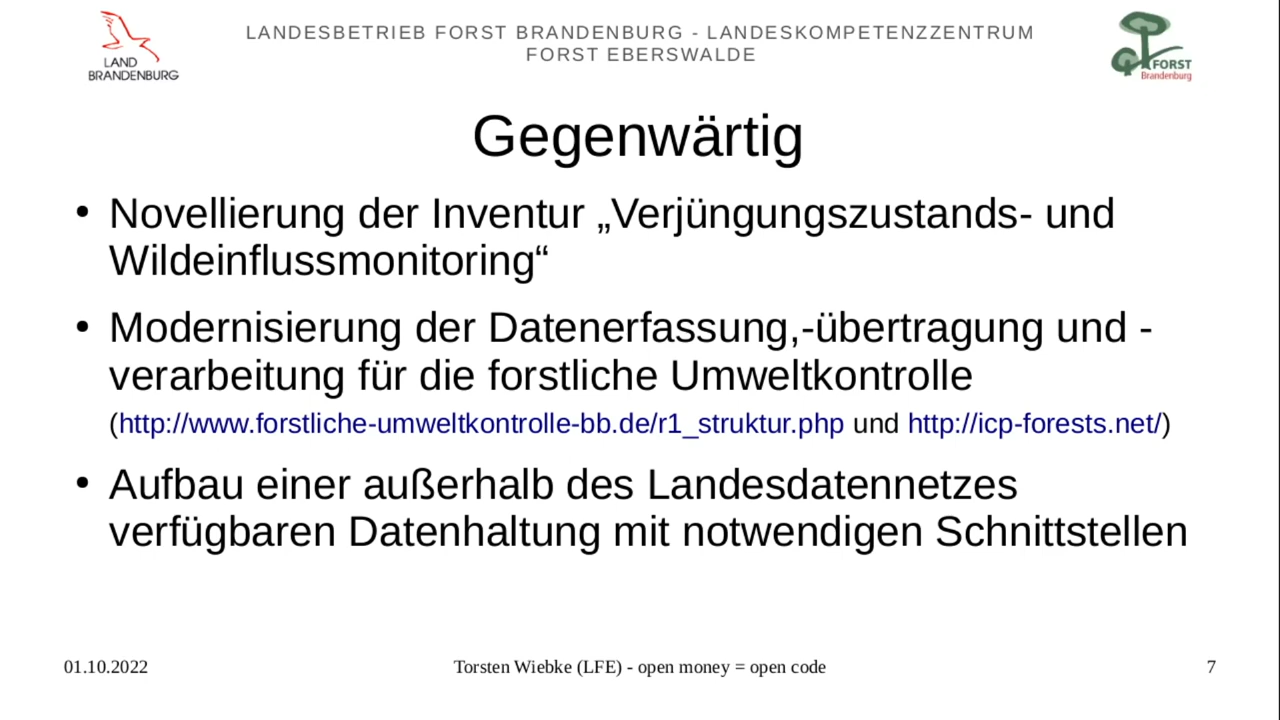 LANDESBETRIEB FORST BRANDENBURG - LANDESKOMPETENZZENTRUM
FORST EBERSWALDE
LAND
BRANDENBURG
FORST
Brandenburg
Gegenwärtig
• Novellierung der Inventur „Verjüngungszustands- und
Wildeinflussmonitoring“
• Modernisierung der Datenerfassung,-übertragung und -
verarbeitung für die forstliche Umweltkontrolle
(http://www.forstliche-umweltkontrolle-bb.de/r1_struktur.php und http://icp-forests.net/)
• Aufbau einer außerhalb des Landesdatennetzes
verfügbaren Datenhaltung mit notwendigen Schnittstellen
01.10.2022
Torsten Wiebke (LFE) - open money = open code
7